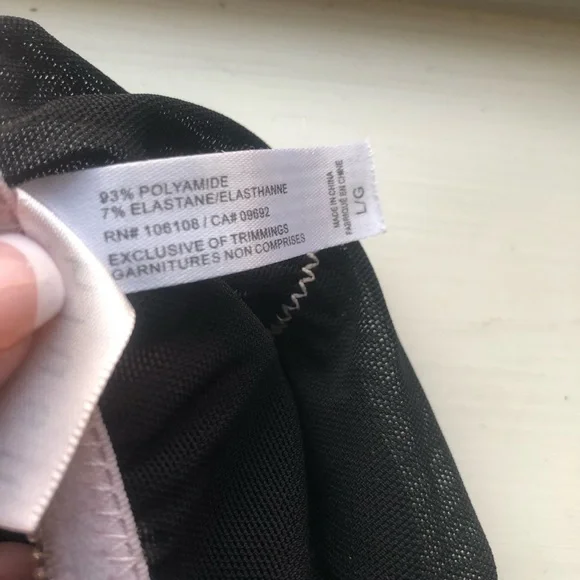 93% POLYAMIDE
7% ELASTANE/ELASTHANNE
RN# 106108 / CA# 09692
EXCLUSIVE OF TRIMMINGS
GARNITURES NON COMPRISES
MADE IN CHINA
FABRIQUÉ EN CHINE
L/G